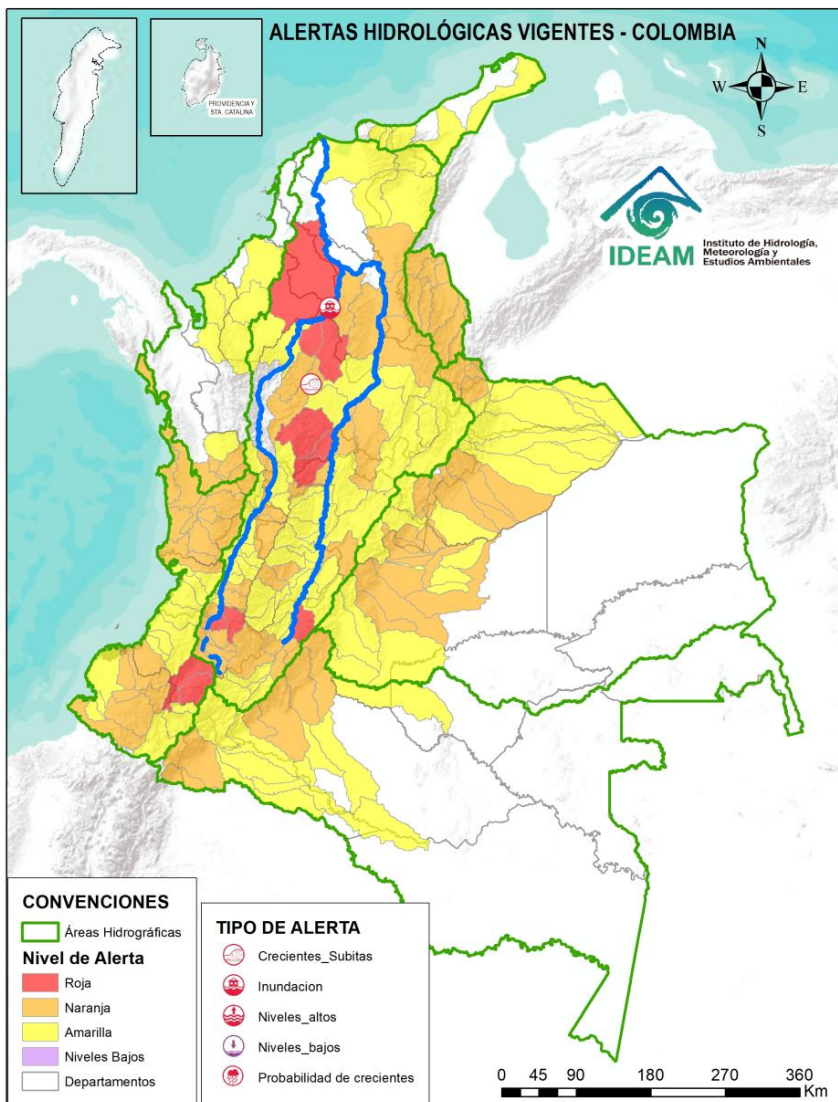 ALERTAS HIDROLÓGICAS VIGENTES - COLOMBIA
PROVIDENCIA Y
STA. CATALINA
N
W
E
S
IDEAM
Instituto de Hidrología,
Meteorología y
Estudios Ambientales
CONVENCIONES
Áreas Hidrográficas
Nivel de Alerta
Roja
Naranja
Amarilla
Niveles Bajos
Departamentos
TIPO DE ALERTA
Crecientes_Subitas
Inundacion
Niveles_altos
Niveles_bajos
Probabilidad de crecientes
0 45 90 180 270 360
Km